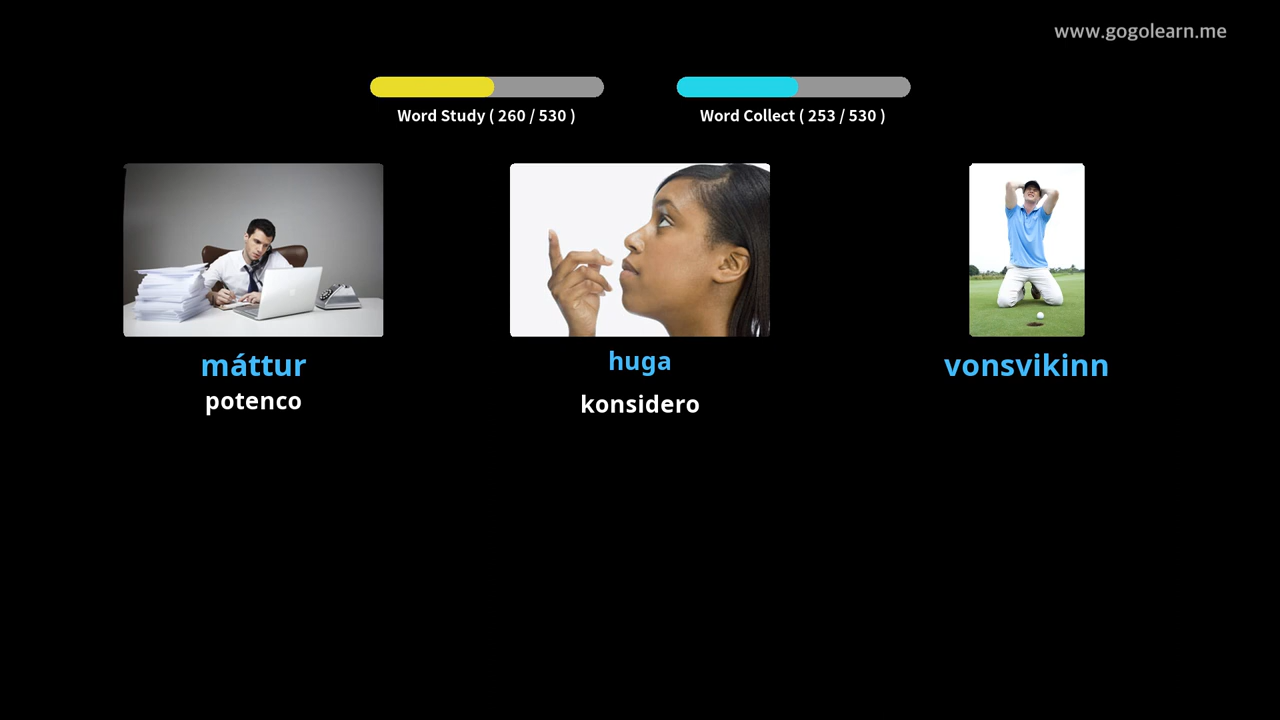 www.gogolearn.me
Word Study ( 260 / 530 )
Word Collect ( 253 / 530 )
máttur
potenco
huga
konsidero
vonsvikinn